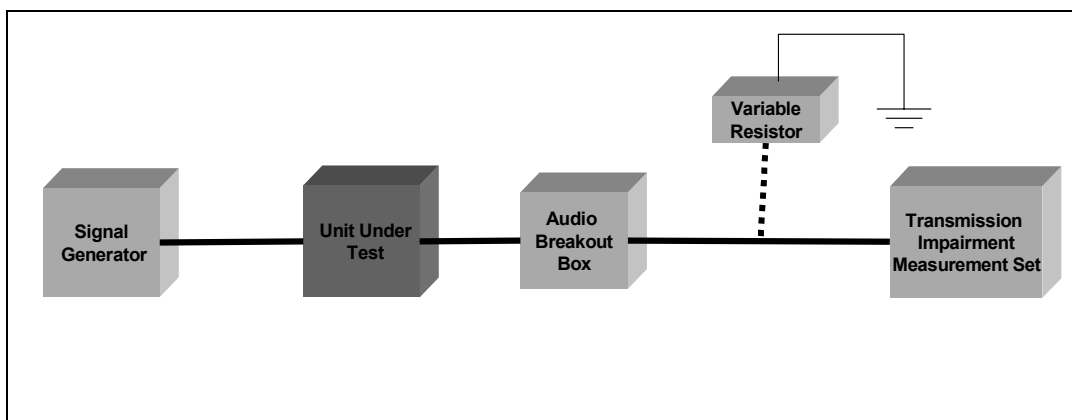 Variable
Resistor
Signal
Generator
Unit Under
Test
Audio
Breakout
Box
Transmission
Impairment
Measurement Set